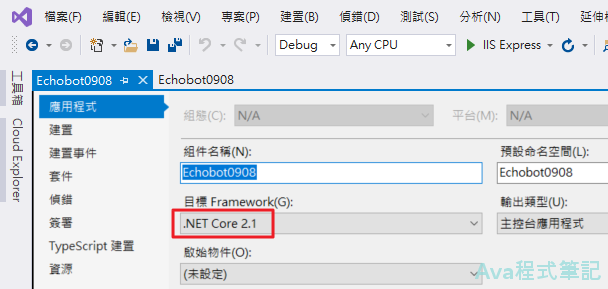 檔案(F) 編輯(E) 檢視(V) 專案(P) 建置(B) 偵錯(D) 測試(S) 分析(N) 工具(T) 延伸模
Debug Any CPU IIS Express
工具箱 Cloud Explorer
Echobot0908 Echobot0908
應用程式
建置
建置事件
套件
偵錯
簽署
TypeScript 建置
資源
組態(C): N/A 平台(M): N/A
組件名稱(N): 預設命名空間(L):
Echobot0908 Echobot0908
目標 Framework(G): 輸出類型(U):
.NET Core 2.1 主控台應用程式
啟始物件(O):
(未設定)
Ava程式筆記